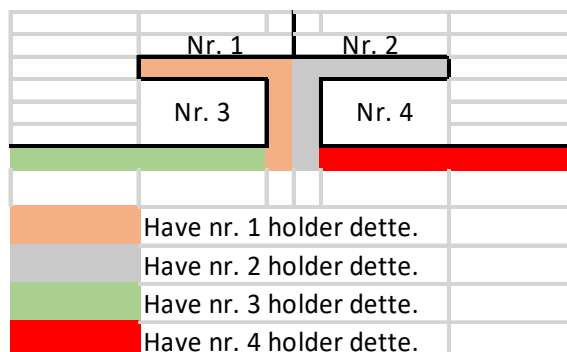 Nr. 1 Nr. 2
Nr. 3 Nr. 4
Have nr. 1 holder dette.
Have nr. 2 holder dette.
Have nr. 3 holder dette.
Have nr. 4 holder dette.